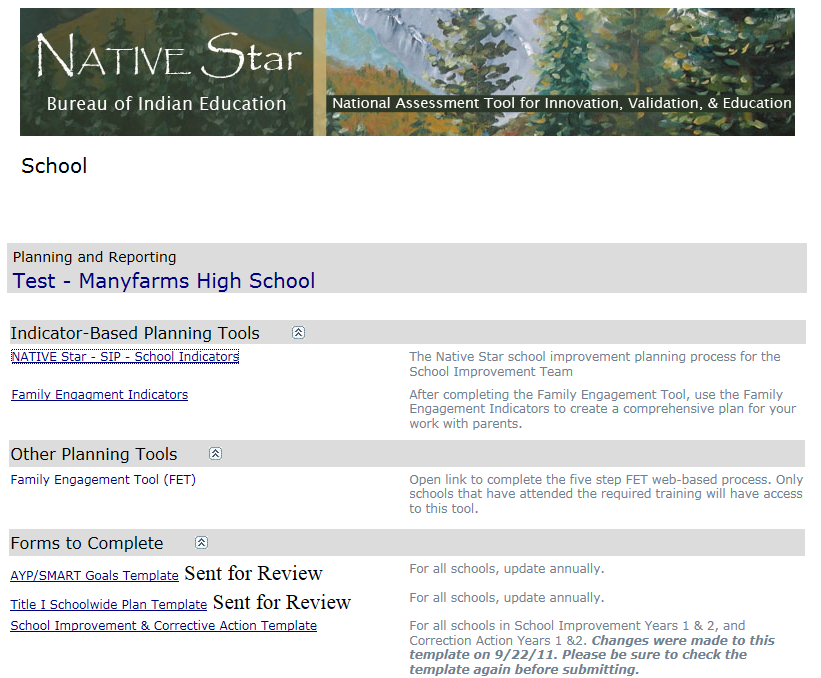 NATIVE Star
Bureau of Indian Education
National Assessment Tool for Innovation, Validation, & Education
School
Planning and Reporting
Test - Manyfarms High School
Indicator-Based Planning Tools
NATIVE Star - SIP - School Indicators
The Native Star school improvement planning process for the
School Improvement Team
Family Engagment Indicators
After completing the Family Engagement Tool, use the Family
Engagement Indicators to create a comprehensive plan for your
work with parents.
Other Planning Tools
Family Engagement Tool (FET)
Open link to complete the five step FET web-based process. Only
schools that have attended the required training will have access
to this tool.
Forms to Complete
AYP/SMART Goals Template Sent for Review
For all schools, update annually.
Title I Schoolwide Plan Template Sent for Review
For all schools, update annually.
School Improvement & Corrective Action Template
For all schools in School Improvement Years 1 & 2, and
Correction Action Years 1 &2. Changes were made to this
template on 9/22/11. Please be sure to check the
template again before submitting.